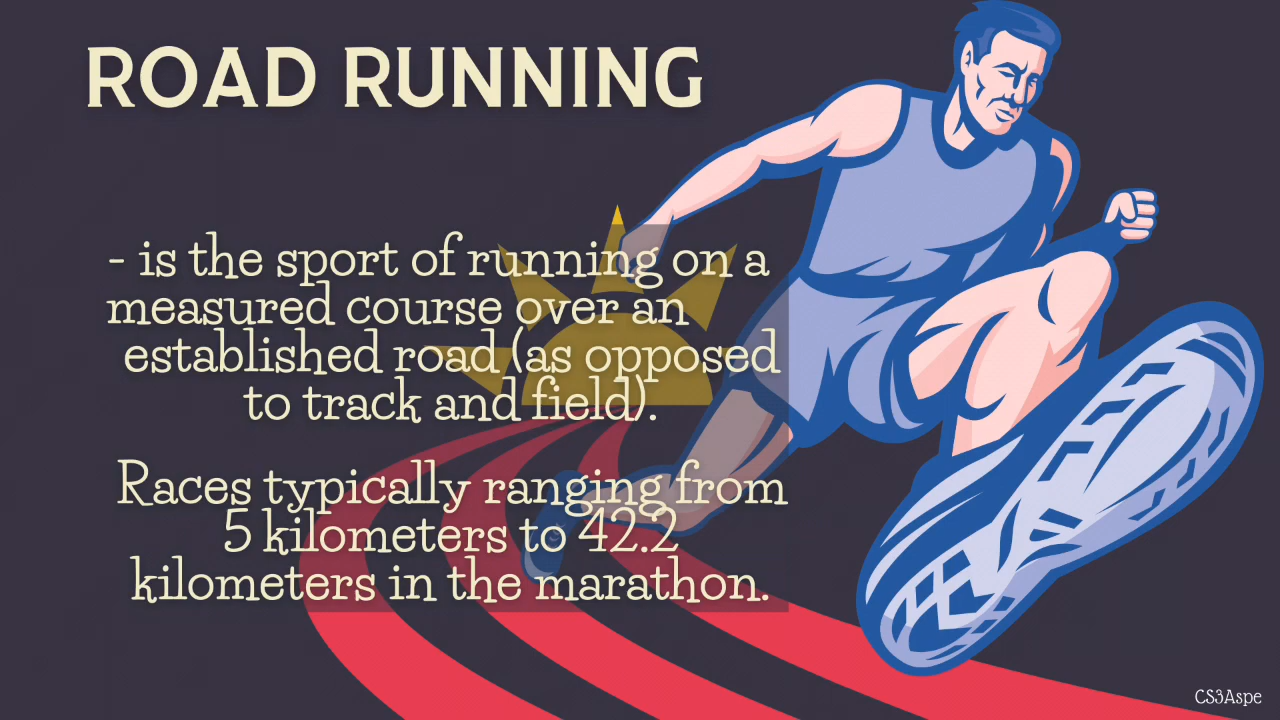 ROAD RUNNING
- is the sport of running on a
measured course over an
established road (as opposed
to track and field).
Races typically ranging from
5 kilometers to 42.2
kilometers in the marathon.
CS3Aspe